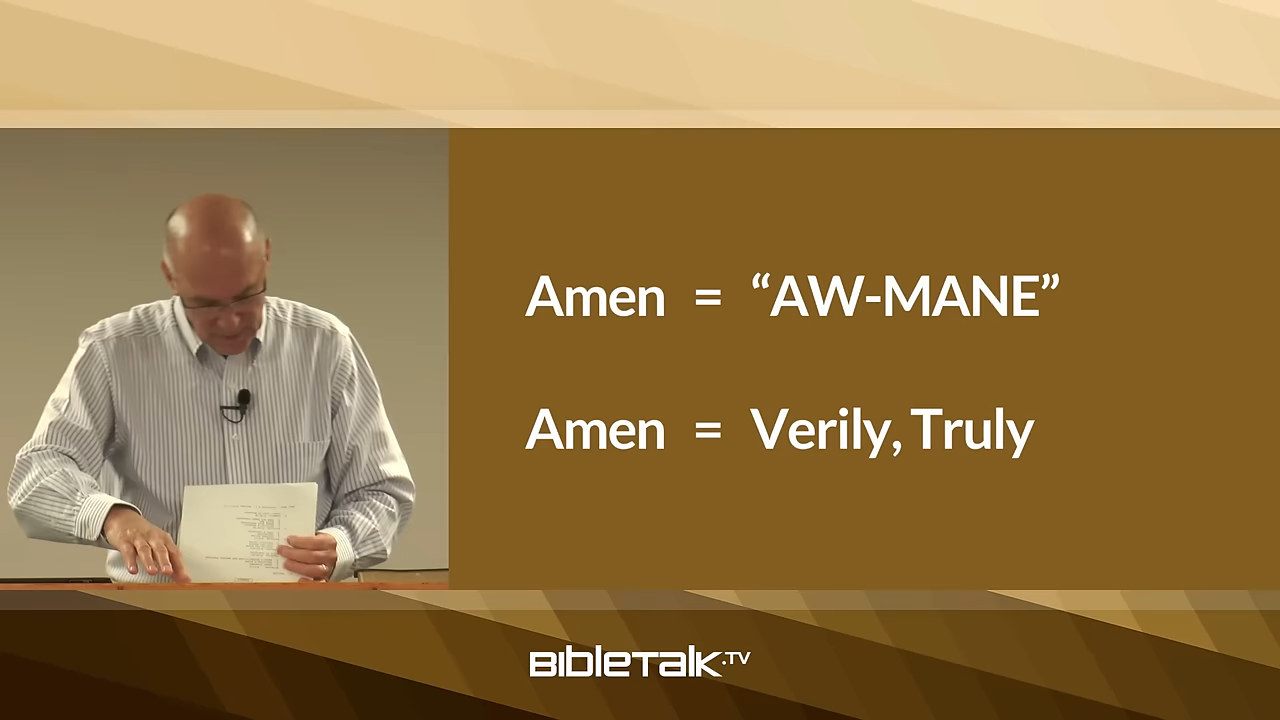 Amen = “AW-MANE”
Amen = Verily, Truly
BIBLETALK.TV